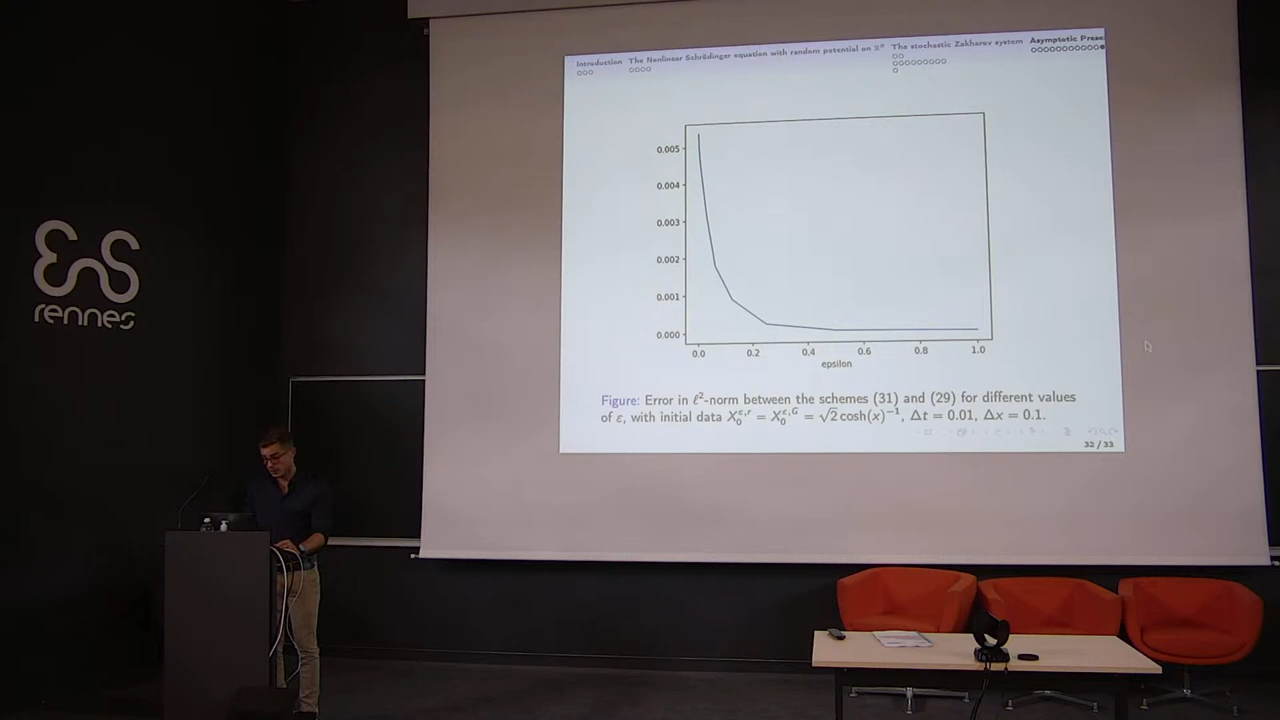 Introduction The Nonlinear Schrödinger equation with random potential on ℝᵈ The stochastic Zakharov system Asymptotic Prese
0.005
0.004
0.003
0.002
0.001
0.000
0.0 0.2 0.4 0.6 0.8 1.0
epsilon
Figure: Error in ℓ²-norm between the schemes (31) and (29) for different values
of ε, with initial data X₀^{ε,r} = X₀^{ε,G} = √2 cosh(x)⁻¹, Δt = 0.01, Δx = 0.1.
32 / 33
ens
rennes